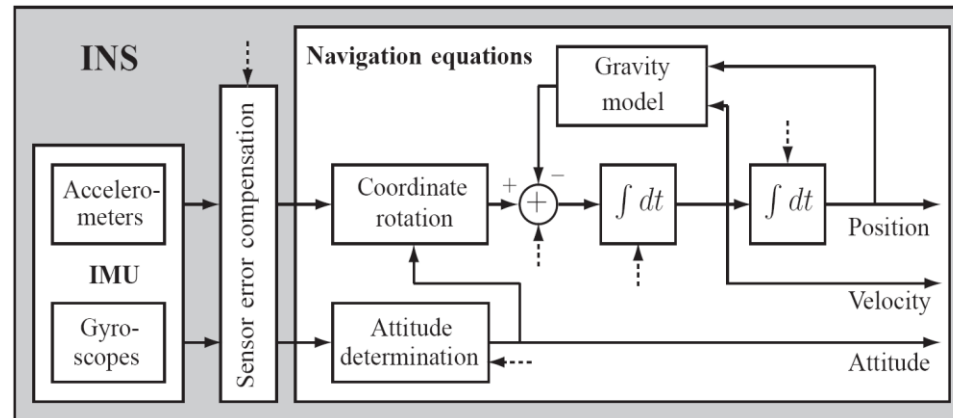 INS
Navigation equations
Gravity
model
Sensor error compensation
Accelero-
meters
IMU
Gyro-
scopes
Coordinate
rotation
+
−
+
∫ dt
∫ dt
Position
Velocity
Attitude
determination
Attitude